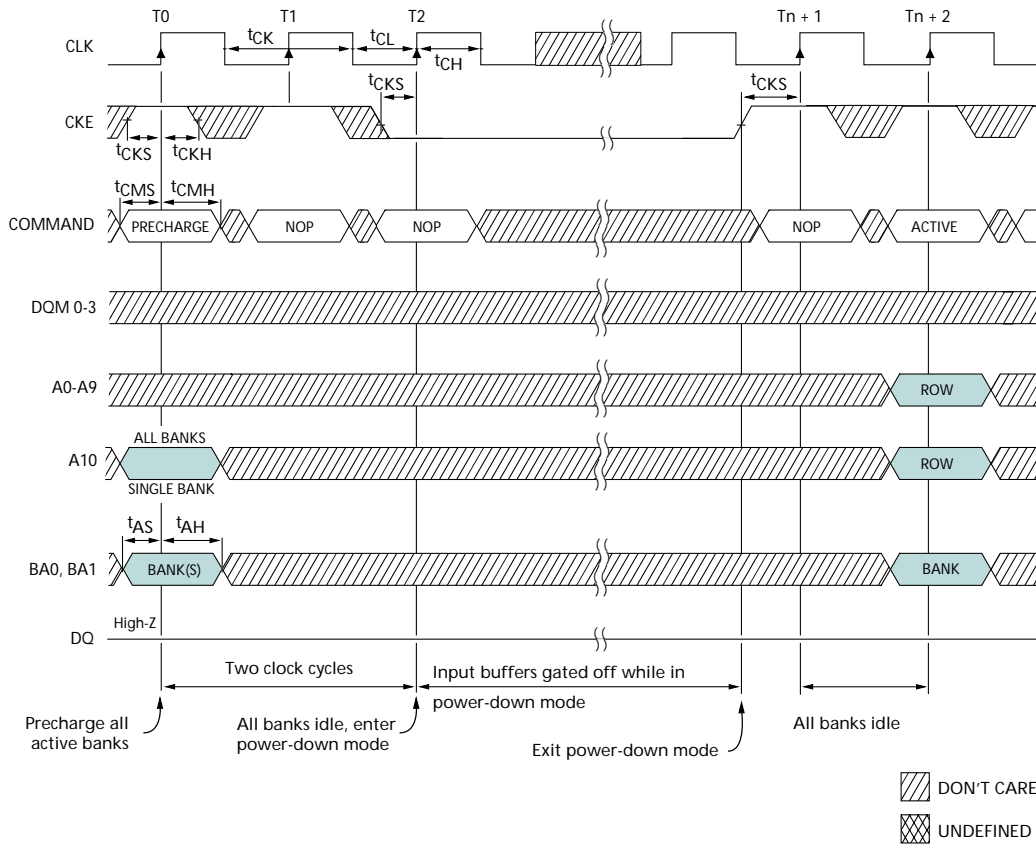 T0 T1 T2 Tn + 1 Tn + 2
CLK
tCK tCL
tCH
tCKS tCKS
CKE
tCKS tCKH
tCMS tCMH
COMMAND PRECHARGE NOP NOP NOP ACTIVE
DQM 0-3
A0-A9 ROW
ALL BANKS
A10 ROW
SINGLE BANK
tAS tAH
BA0, BA1 BANK(S) BANK
High-Z
DQ
Two clock cycles
Input buffers gated off while in
power-down mode
Precharge all
active banks
All banks idle, enter
power-down mode
Exit power-down mode
All banks idle
DON'T CARE
UNDEFINED